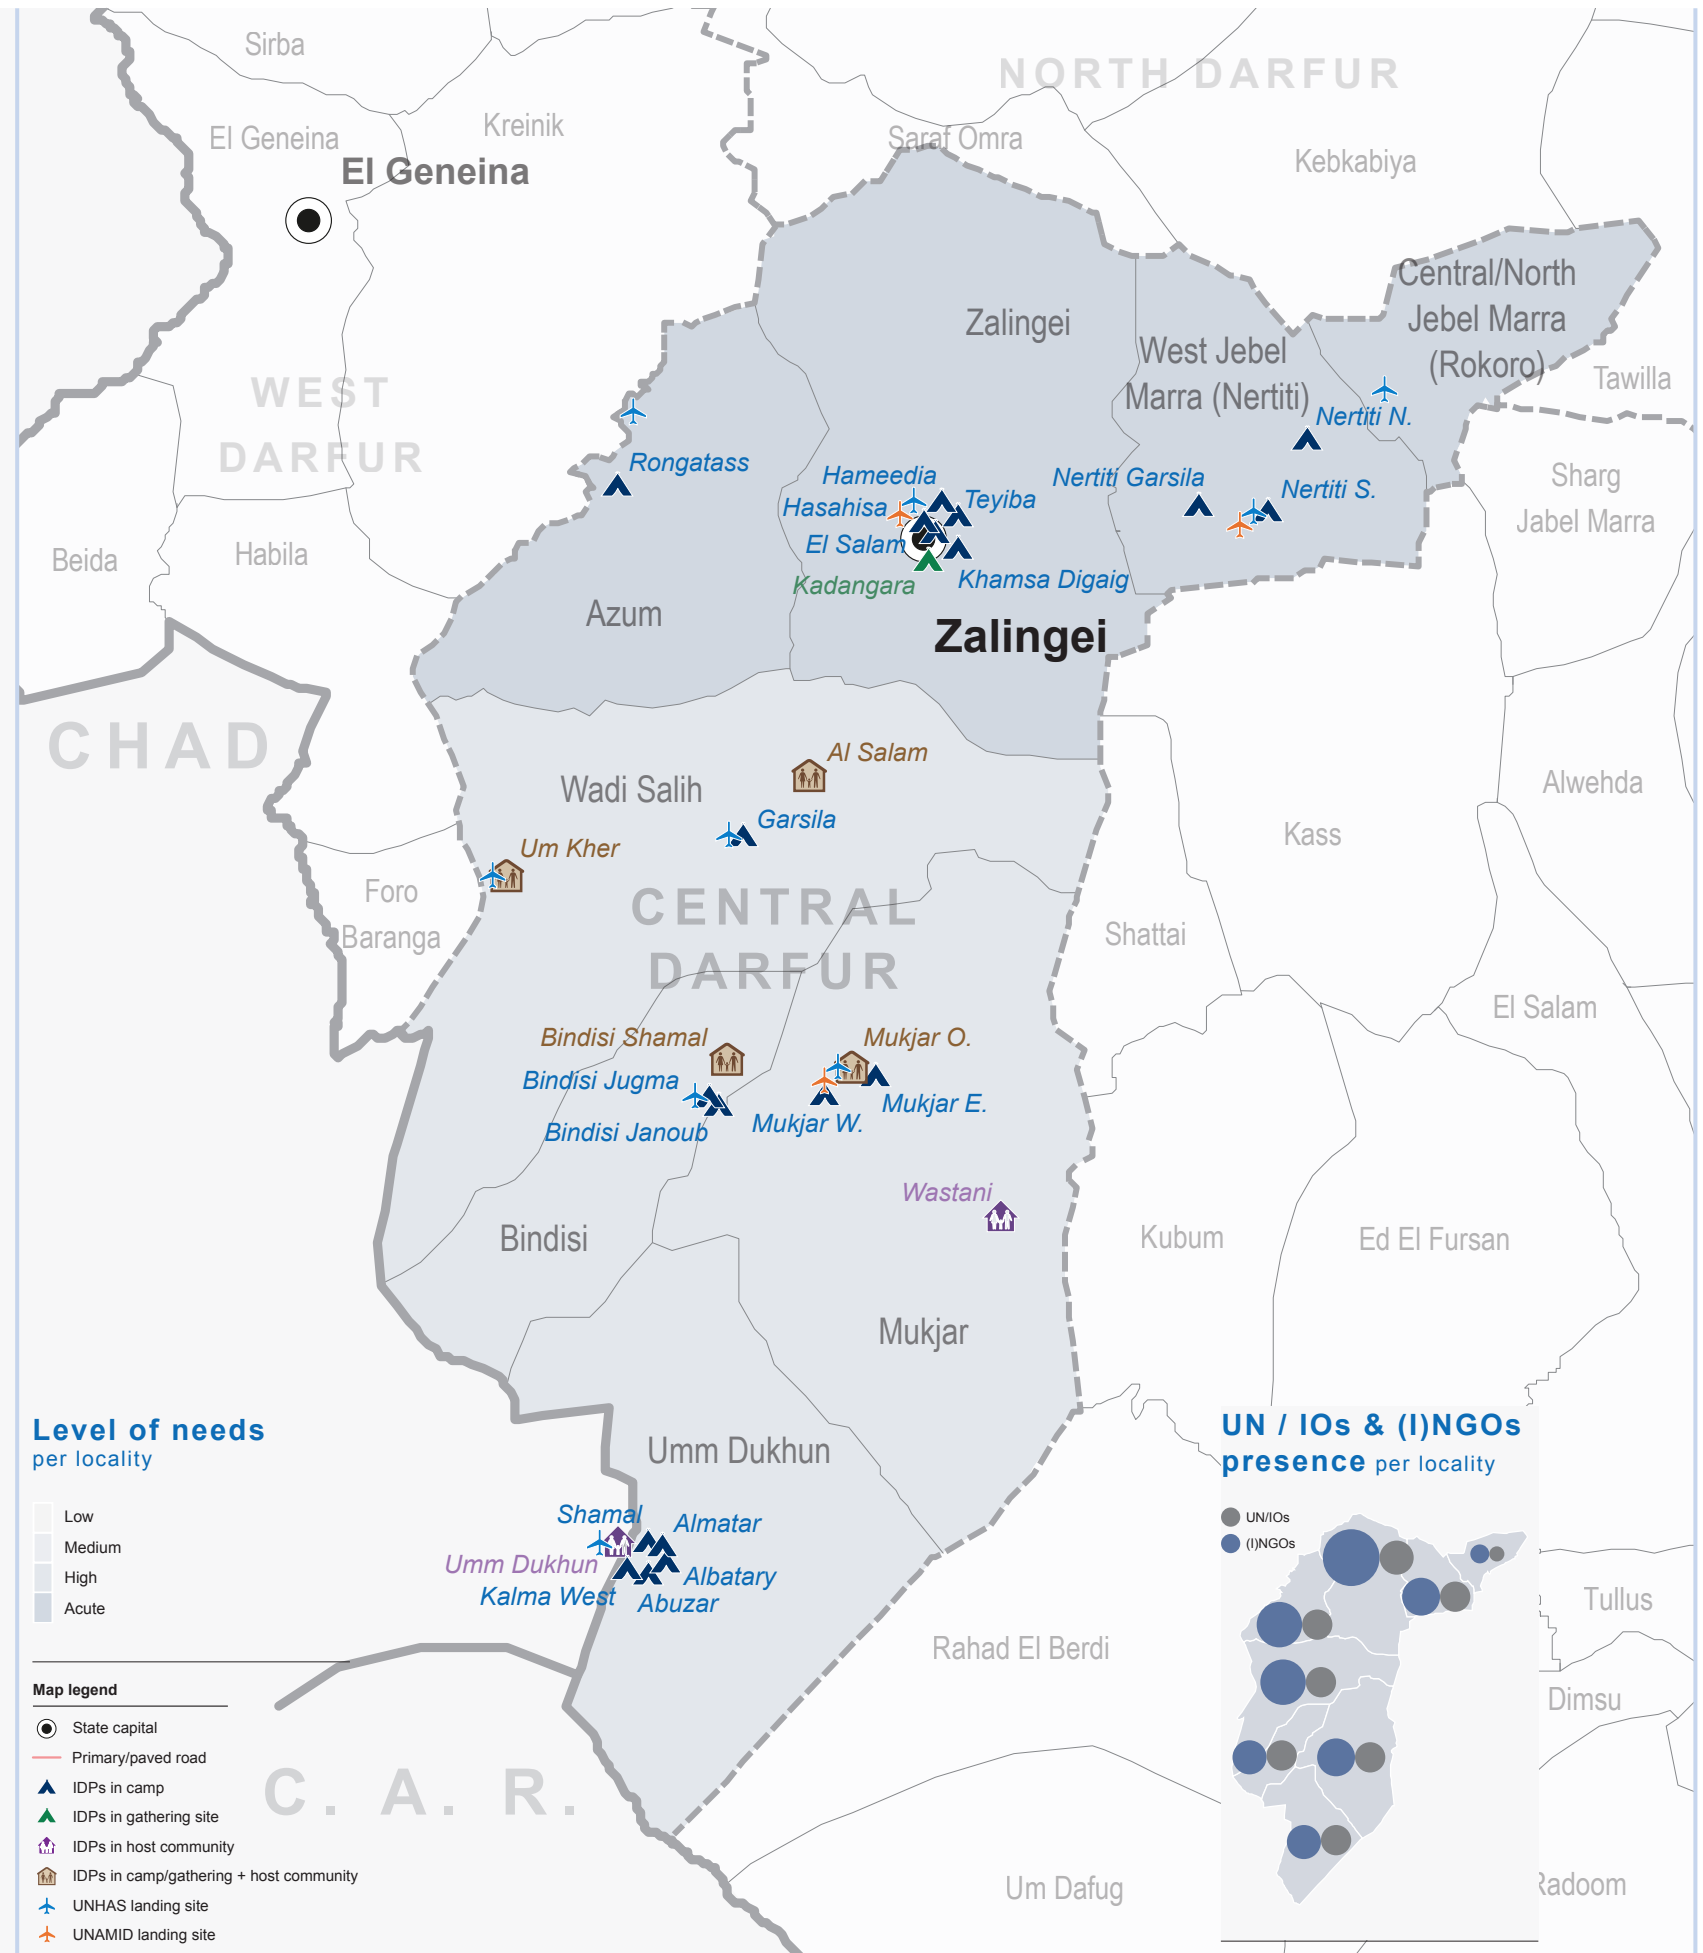 Sirba
NORTH DARFUR
El Geneina
Kreinik
Saraf Omra
Kebkabiya
El Geneina
Central/North
Jebel Marra
(Rokoro)
Zalingei
West Jebel
Marra (Nertiti)
Tawilla
WEST
DARFUR
Nertiti N.
Rongatass
Hameedia
Nertiti Garsila
Nertiti S.
Sharg
Jabel Marra
Hasahisa
Teyiba
El Salam
Beida
Habila
Kadangara
Khamsa Digaig
Azum
Zalingei
CHAD
Al Salam
Wadi Salih
Alwehda
Garsila
Kass
Um Kher
Foro
Baranga
CENTRAL
DARFUR
Shattai
El Salam
Bindisi Shamal
Mukjar O.
Bindisi Jugma
Mukjar E.
Bindisi Janoub
Mukjar W.
Wastani
Bindisi
Kubum
Ed El Fursan
Mukjar
Level of needs
per locality
Low
Medium
High
Acute
Umm Dukhun
Shamal
Almatar
Umm Dukhun
Albatary
Kalma West
Abuzar
UN / IOs & (I)NGOs
presence per locality
UN/IOs
(I)NGOs
Tullus
Rahad El Berdi
Dimsu
Map legend
State capital
Primary/paved road
IDPs in camp
IDPs in gathering site
IDPs in host community
IDPs in camp/gathering + host community
UNHAS landing site
UNAMID landing site
C. A. R.
Um Dafug
Radoom